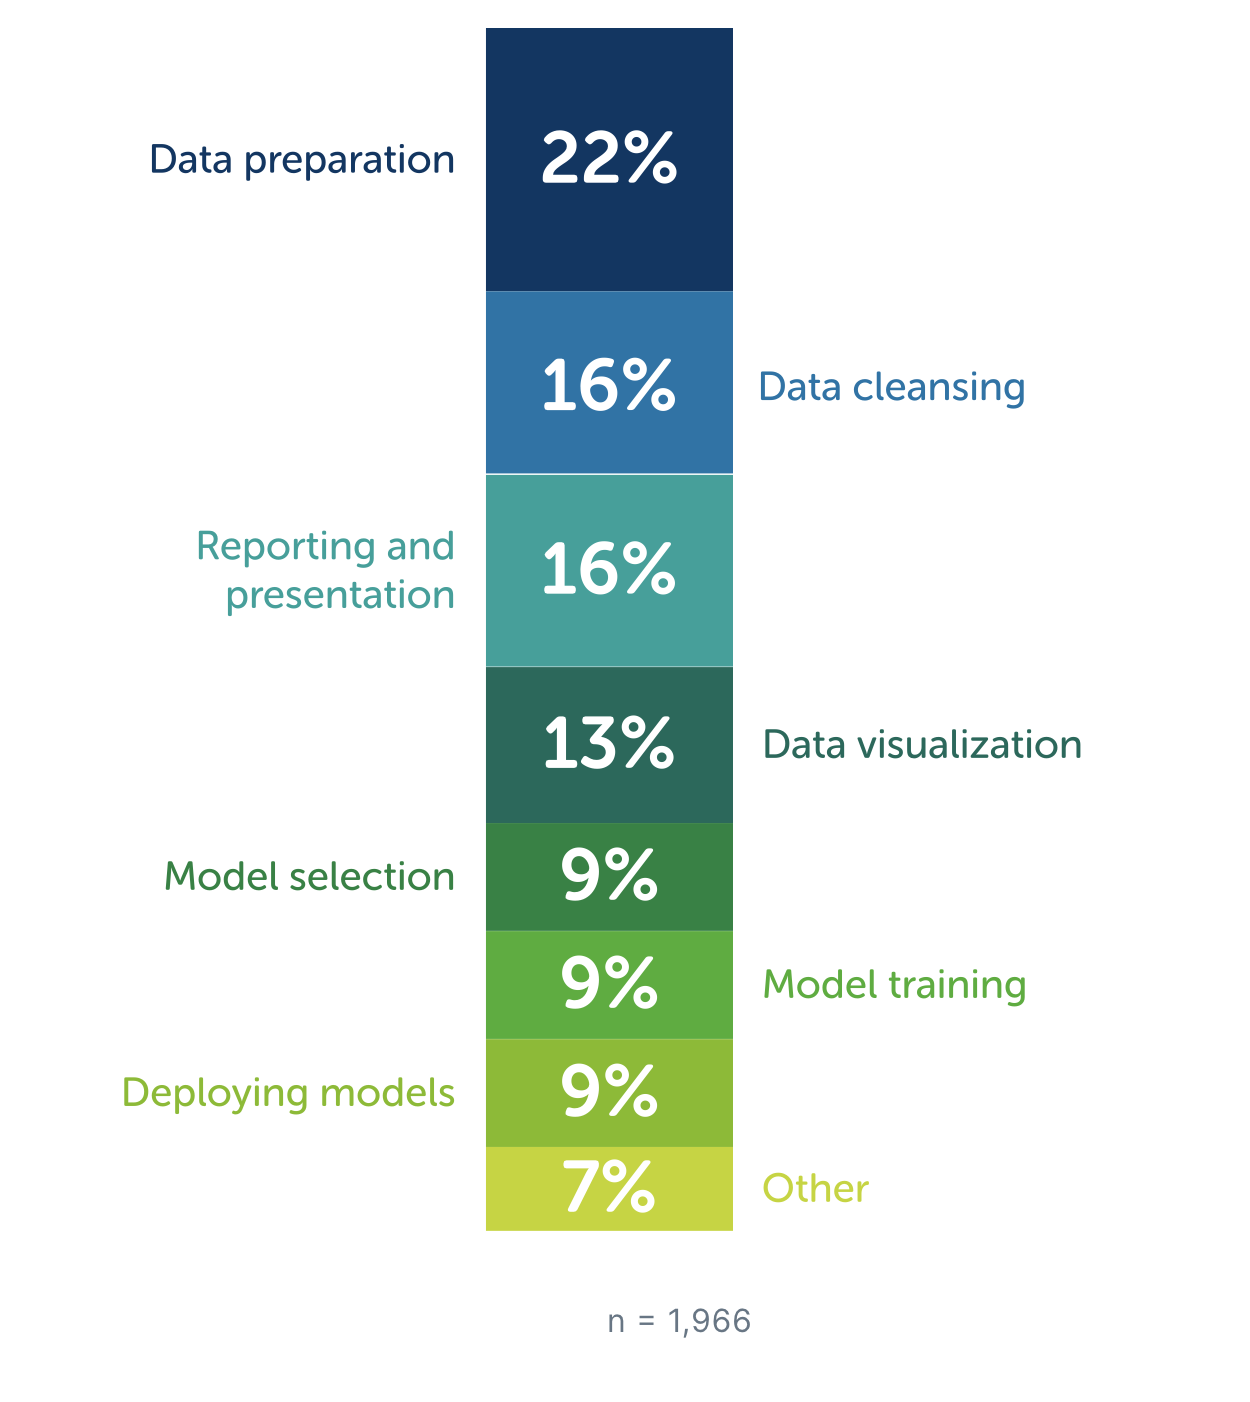 Data preparation
22%
16%
Data cleansing
Reporting and
presentation
16%
13%
Data visualization
Model selection
9%
9%
Model training
Deploying models
9%
7%
Other
n = 1,966